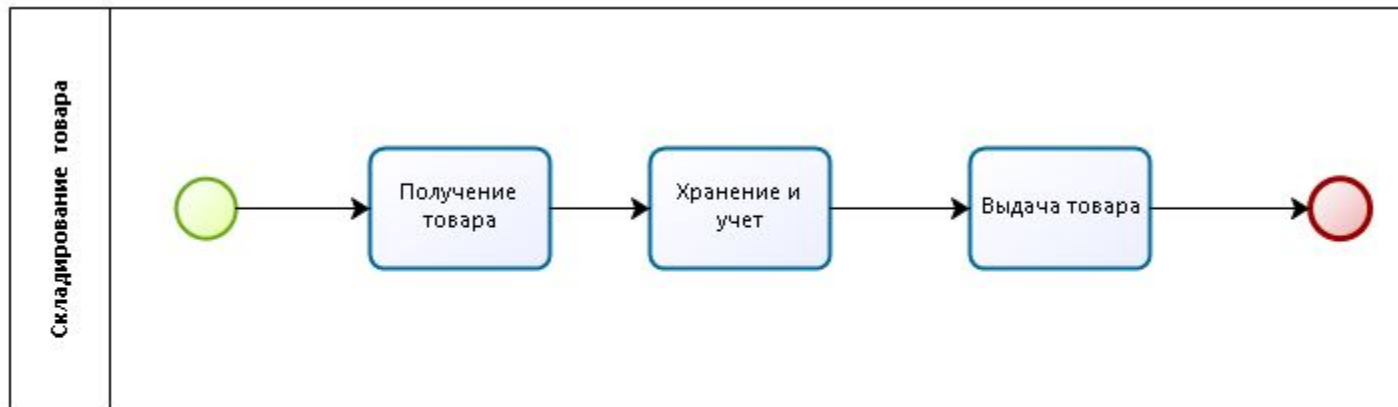 Складирование товара
Получение
товара
Хранение и
учет
Выдача товара